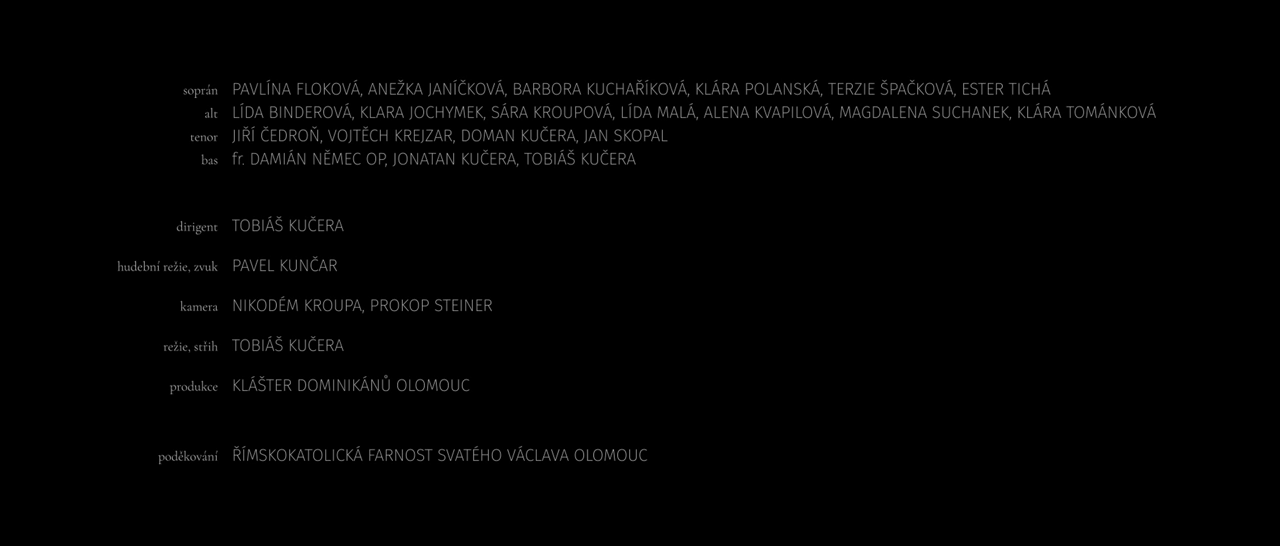 soprán PAVLÍNA FLOKOVÁ, ANEŽKA JANÍČKOVÁ, BARBORA KUCHAŘÍKOVÁ, KLÁRA POLANSKÁ, TERZIE ŠPAČKOVÁ, ESTER TICHÁ
alt LÍDA BINDEROVÁ, KLARA JOCHYMEK, SÁRA KROUPOVÁ, LÍDA MALÁ, ALENA KVAPILOVÁ, MAGDALENA SUCHANEK, KLÁRA TOMÁNKOVÁ
tenor JIŘÍ ČEDROŇ, VOJTĚCH KREJZAR, DOMAN KUČERA, JAN SKOPAL
bas fr. DAMIÁN NĚMEC OP, JONATAN KUČERA, TOBIÁŠ KUČERA
dirigent TOBIÁŠ KUČERA
hudební režie, zvuk PAVEL KUNČAR
kamera NIKODÉM KROUPA, PROKOP STEINER
režie, střih TOBIÁŠ KUČERA
produkce KLÁŠTER DOMINIKÁNŮ OLOMOUC
poděkování ŘÍMSKOKATOLICKÁ FARNOST SVATÉHO VÁCLAVA OLOMOUC